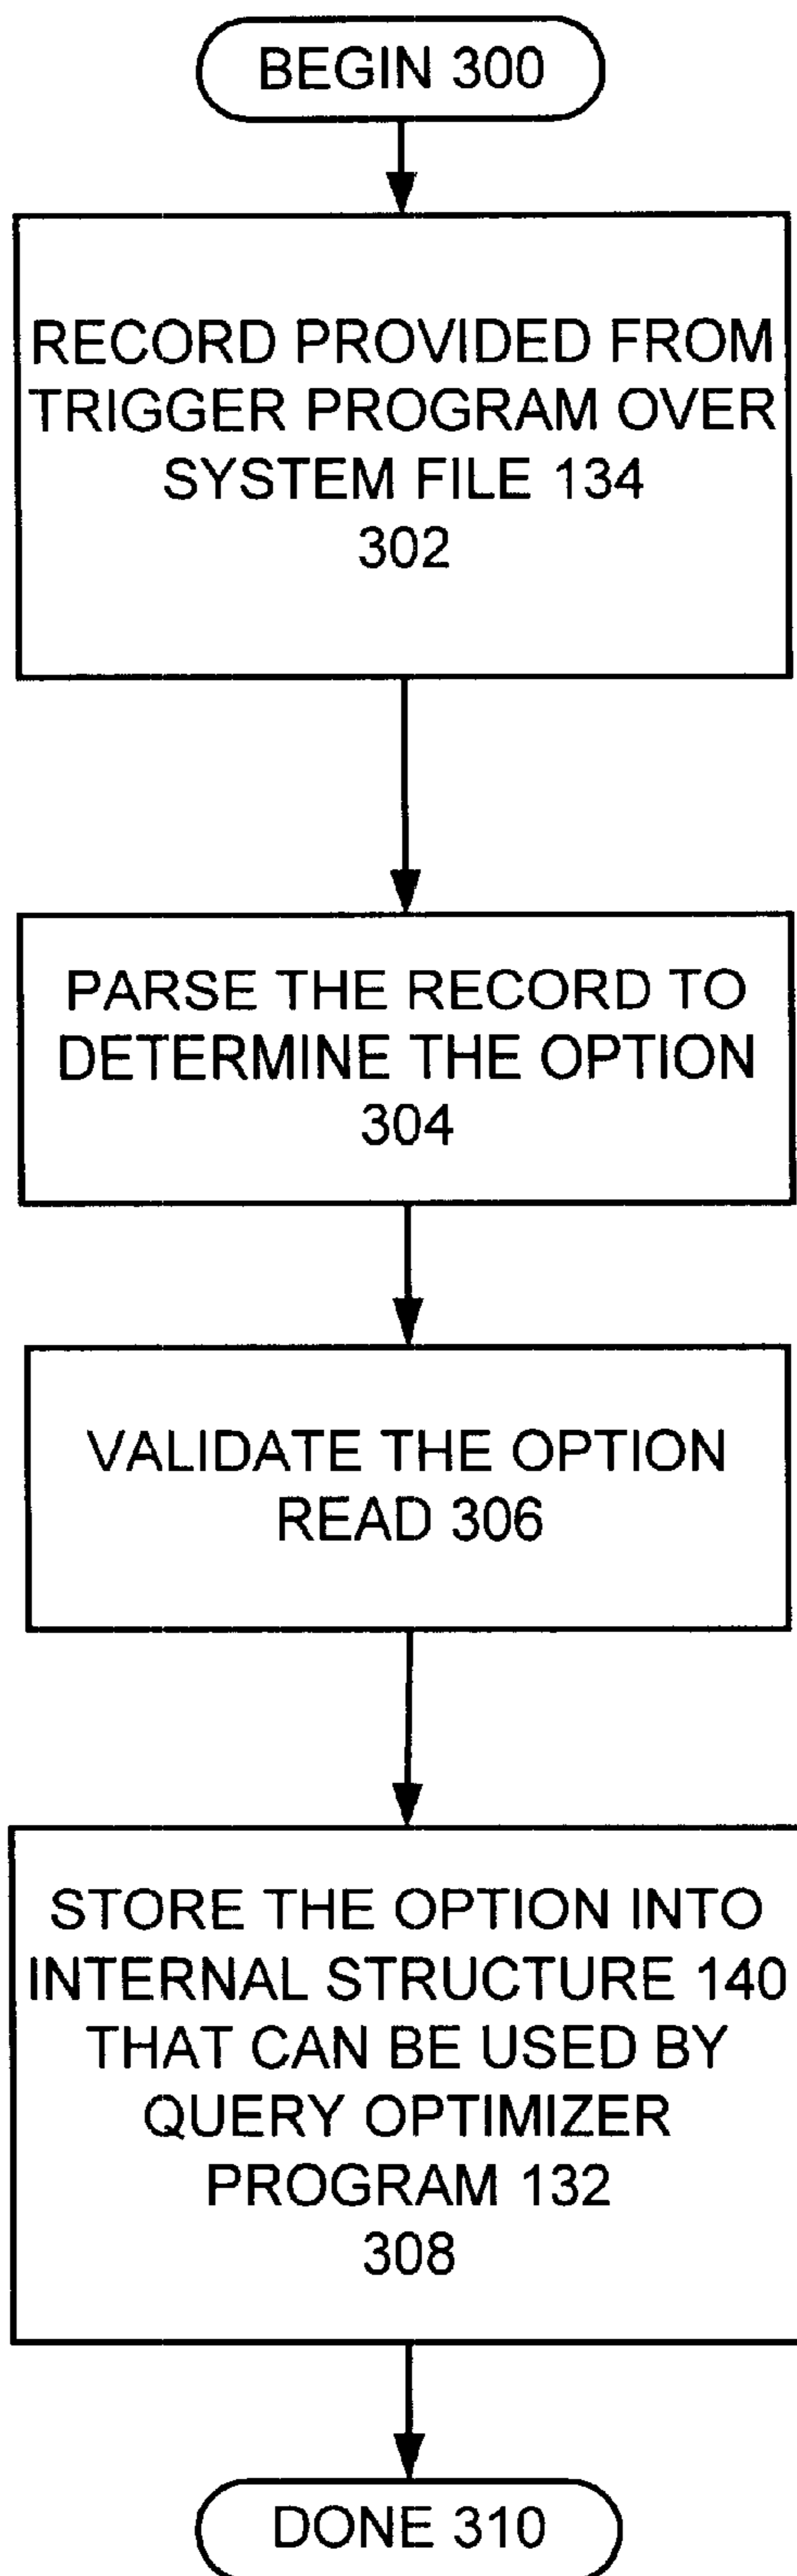 BEGIN 300
RECORD PROVIDED FROM
TRIGGER PROGRAM OVER
SYSTEM FILE 134
302
PARSE THE RECORD TO
DETERMINE THE OPTION
304
VALIDATE THE OPTION
READ 306
STORE THE OPTION INTO
INTERNAL STRUCTURE 140
THAT CAN BE USED BY
QUERY OPTIMIZER
PROGRAM 132
308
DONE 310